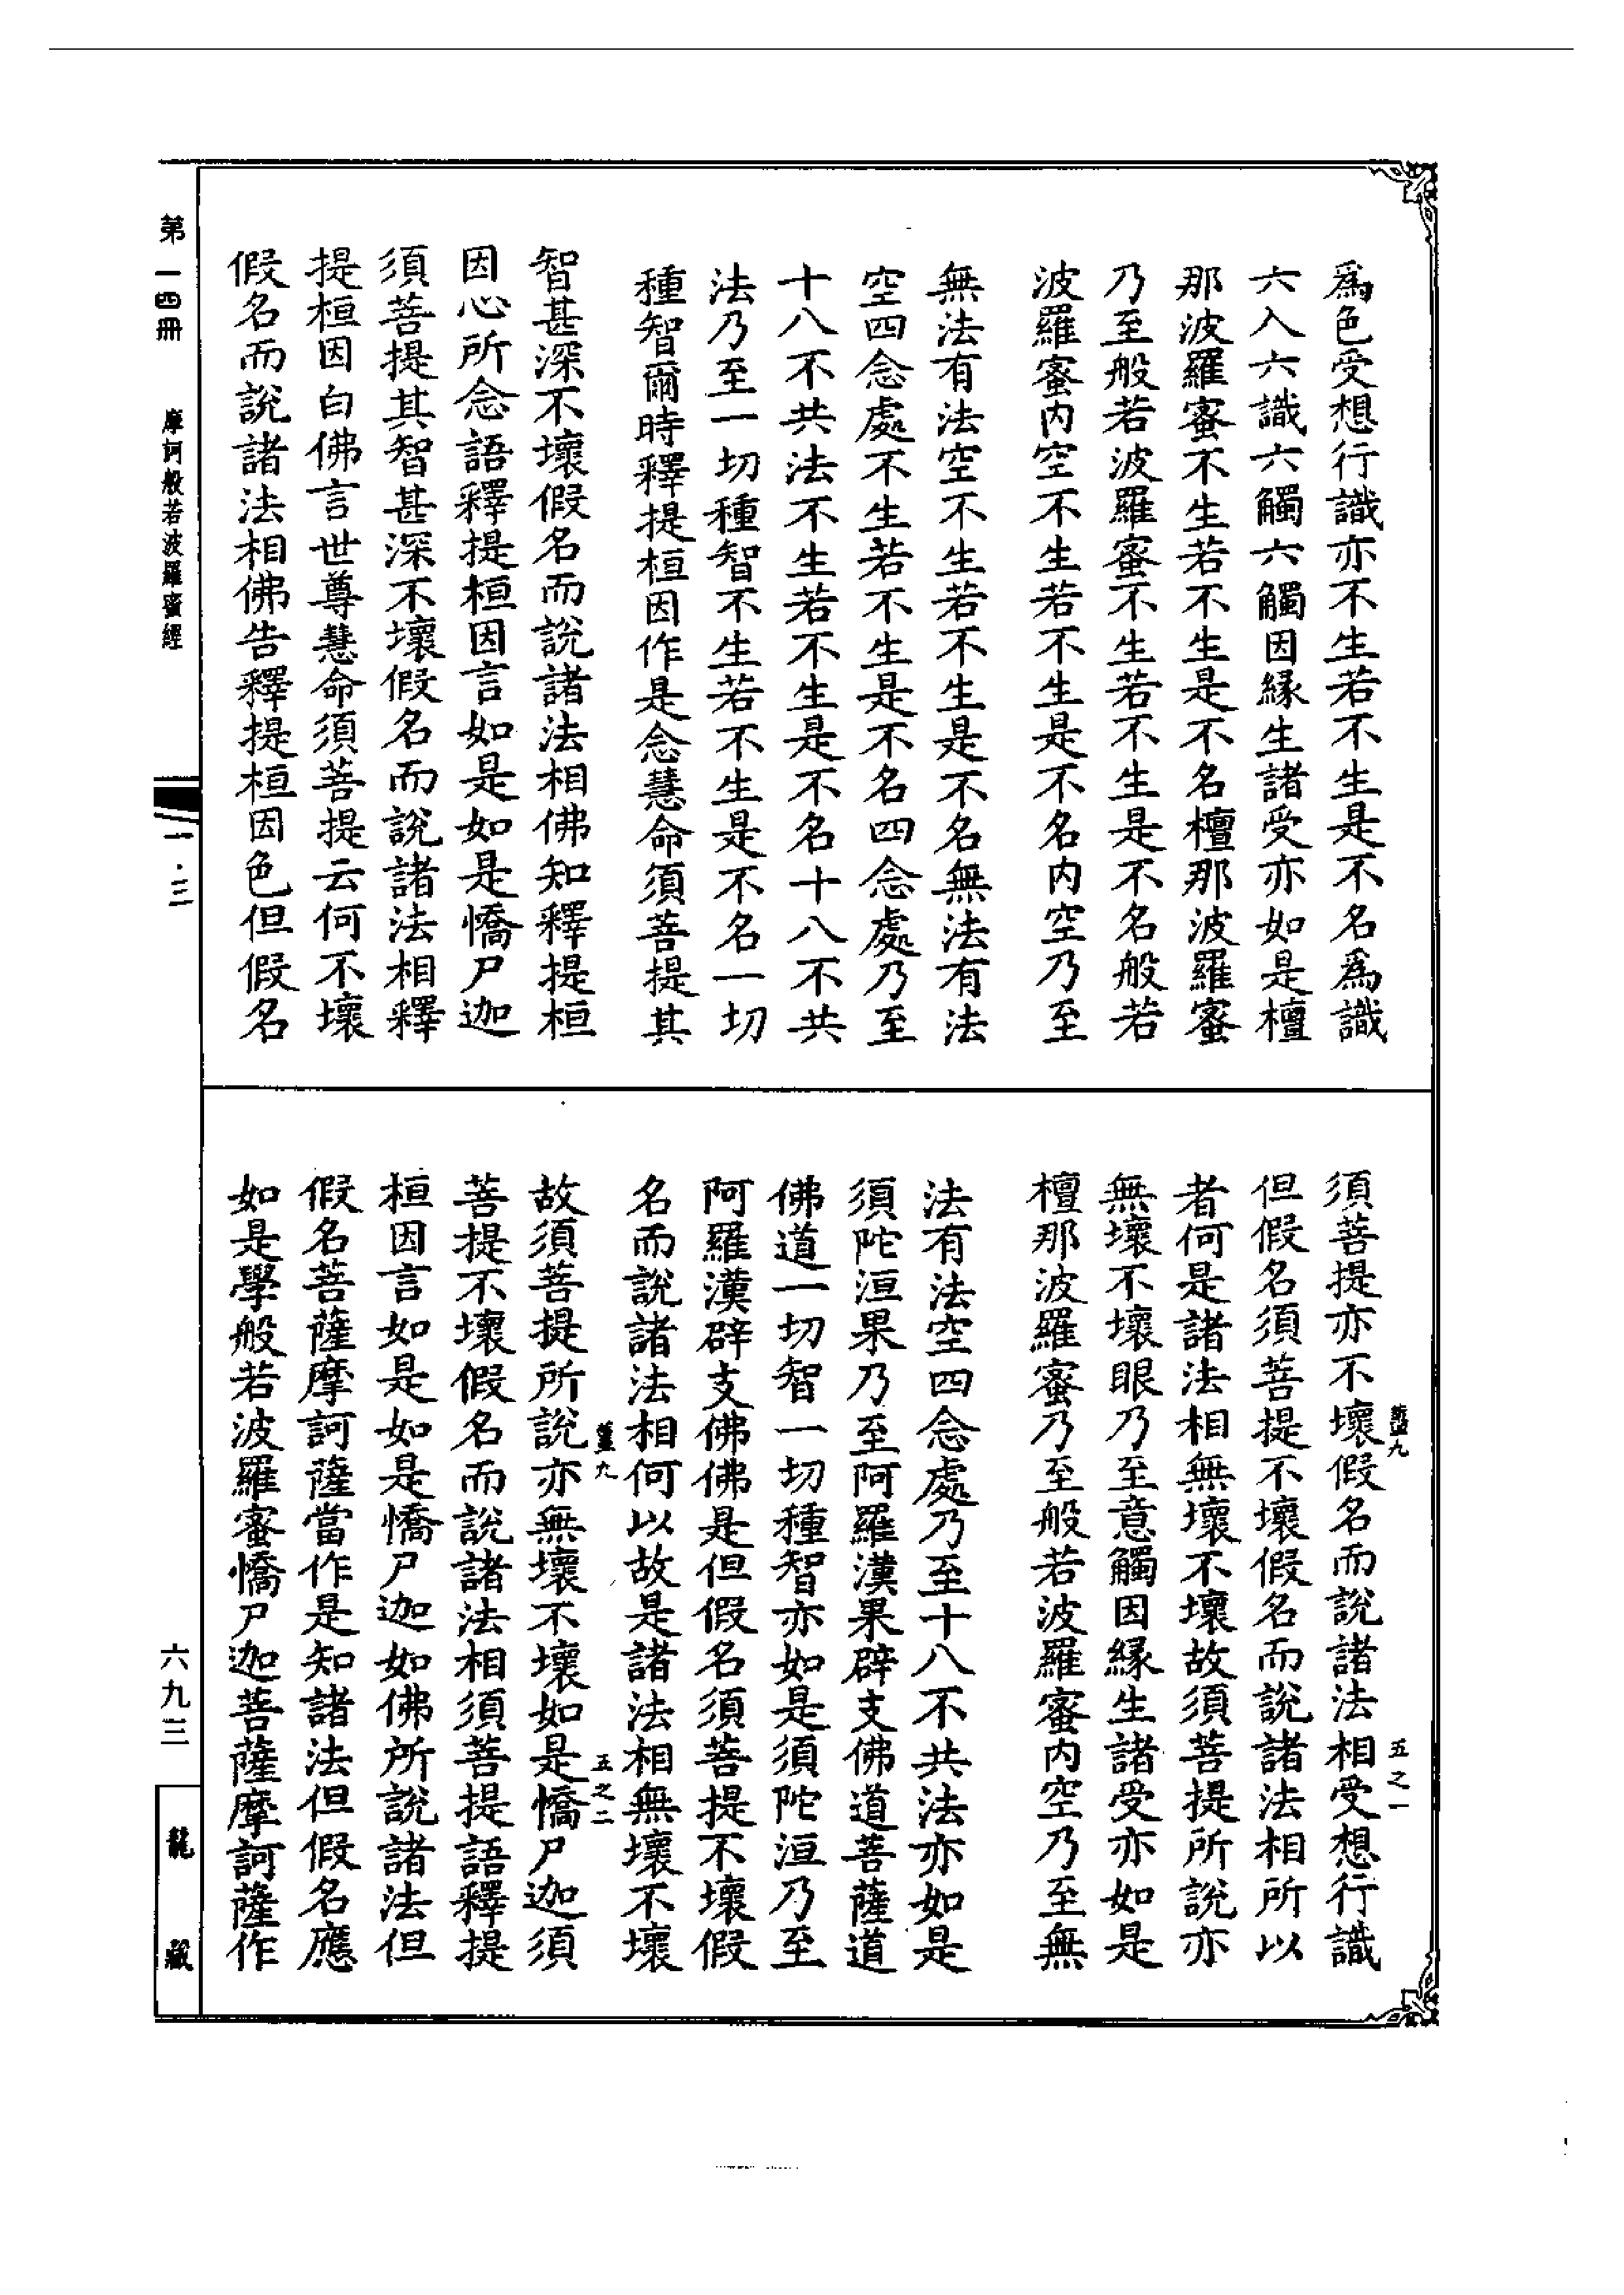 為色受想行識亦不生若不生是不名為識
六入六識六觸六觸因緣生諸受亦如是檀
那波羅蜜不生若不生是不名檀那波羅蜜
乃至般若波羅蜜不生若不生是不名般若
波羅蜜內空不生若不生是不名內空乃至
無法有法空不生若不生是不名無法有法
空四念處不生若不生是不名四念處乃至
十八不共法不生若不生是不名十八不共
法乃至一切種智不生若不生是不名一切
種智爾時釋提桓因作是念慧命須菩提其
智甚深不壞假名而說諸法相佛知釋提桓
因心所念語釋提桓因言如是如是憍尸迦
須菩提其智甚深不壞假名而說諸法相釋
提桓因白佛言世尊慧命須菩提云何不壞
假名而說諸法相佛告釋提桓因色但假名
須菩提亦不壞假名而說諸法相受想行識
但假名須菩提不壞假名而說諸法相所以
者何是諸法相無壞不壞故須菩提所說亦
無壞不壞眼乃至意觸因緣生諸受亦如是
檀那波羅蜜乃至般若波羅蜜內空乃至無
法有法空四念處乃至十八不共法亦如是
須陀洹果乃至阿羅漢果辟支佛道菩薩道
佛道一切智一切種智亦如是須陀洹乃至
阿羅漢辟支佛佛是但假名須菩提不壞假
名而說諸法相何以故是諸法相無壞不壞
故須菩提所說亦無壞不壞如是憍尸迦須
菩提不壞假名而說諸法相須菩提語釋提
桓因言如是如是憍尸迦如佛所說諸法但
假名菩薩摩訶薩當作是知諸法但假名應
如是學般若波羅蜜憍尸迦菩薩摩訶薩作
九
五之一
九
五之二
第一四冊
摩訶般若波羅蜜經
一·三
六九三
龍藏